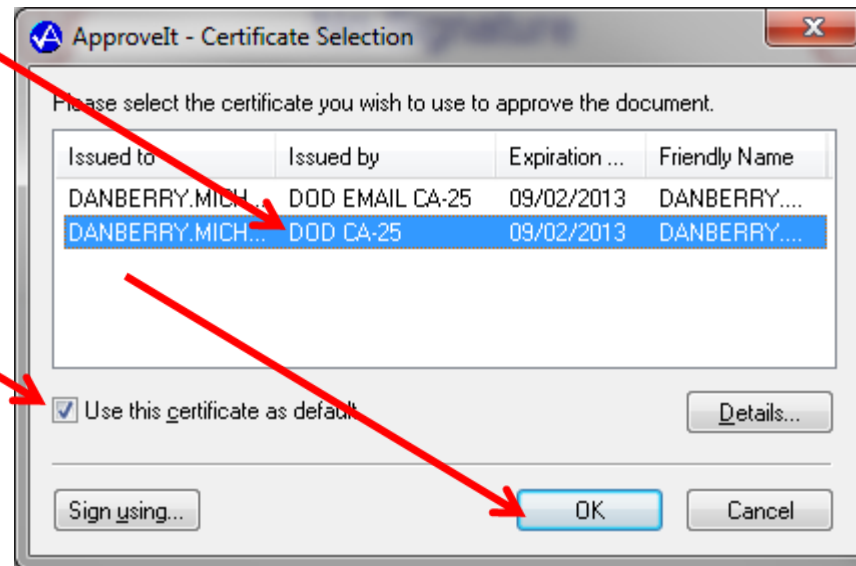 ApproveIt - Certificate Selection
Please select the certificate you wish to use to approve the document.
Issued to Issued by Expiration ... Friendly Name
DANBERRY.MICH... DOD EMAIL CA-25 09/02/2013 DANBERRY....
DANBERRY.MICH... DOD CA-25 09/02/2013 DANBERRY....
Use this certificate as default
Details...
Sign using... OK Cancel